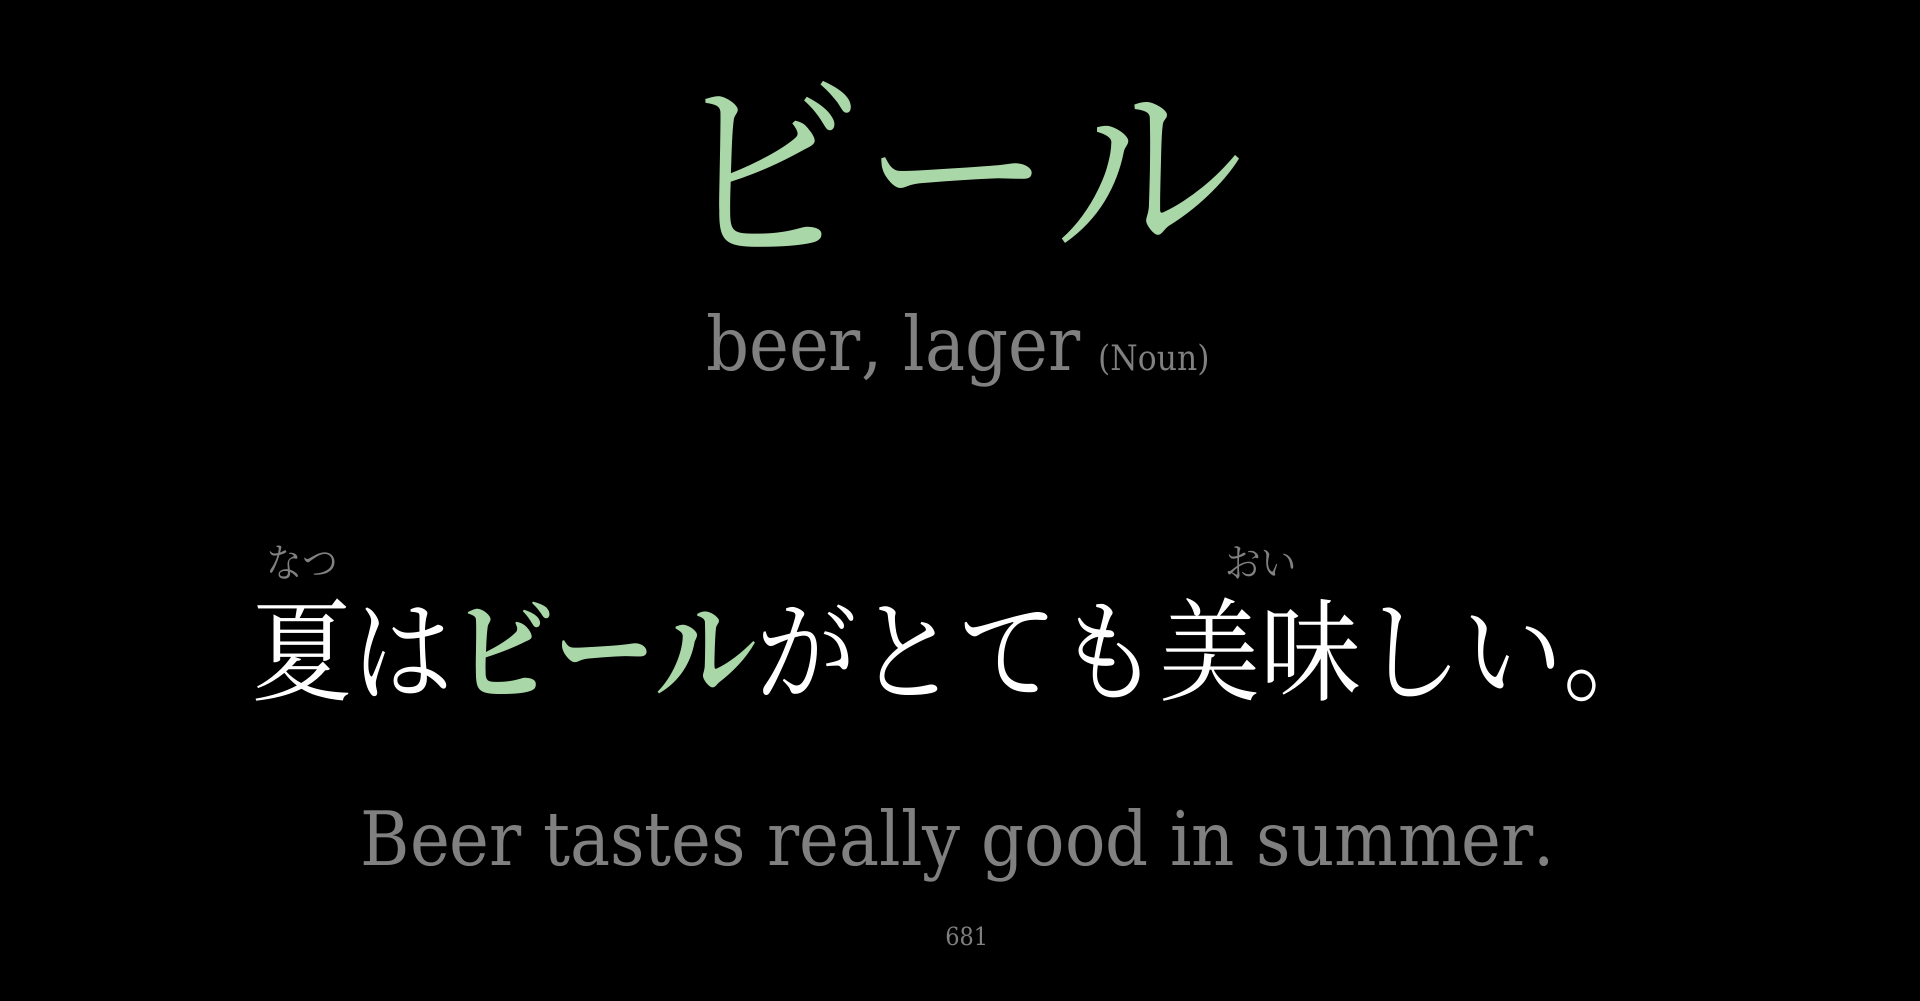 ビール
beer, lager (Noun)
なつ おい
夏はビールがとても美味しい。
Beer tastes really good in summer.
681